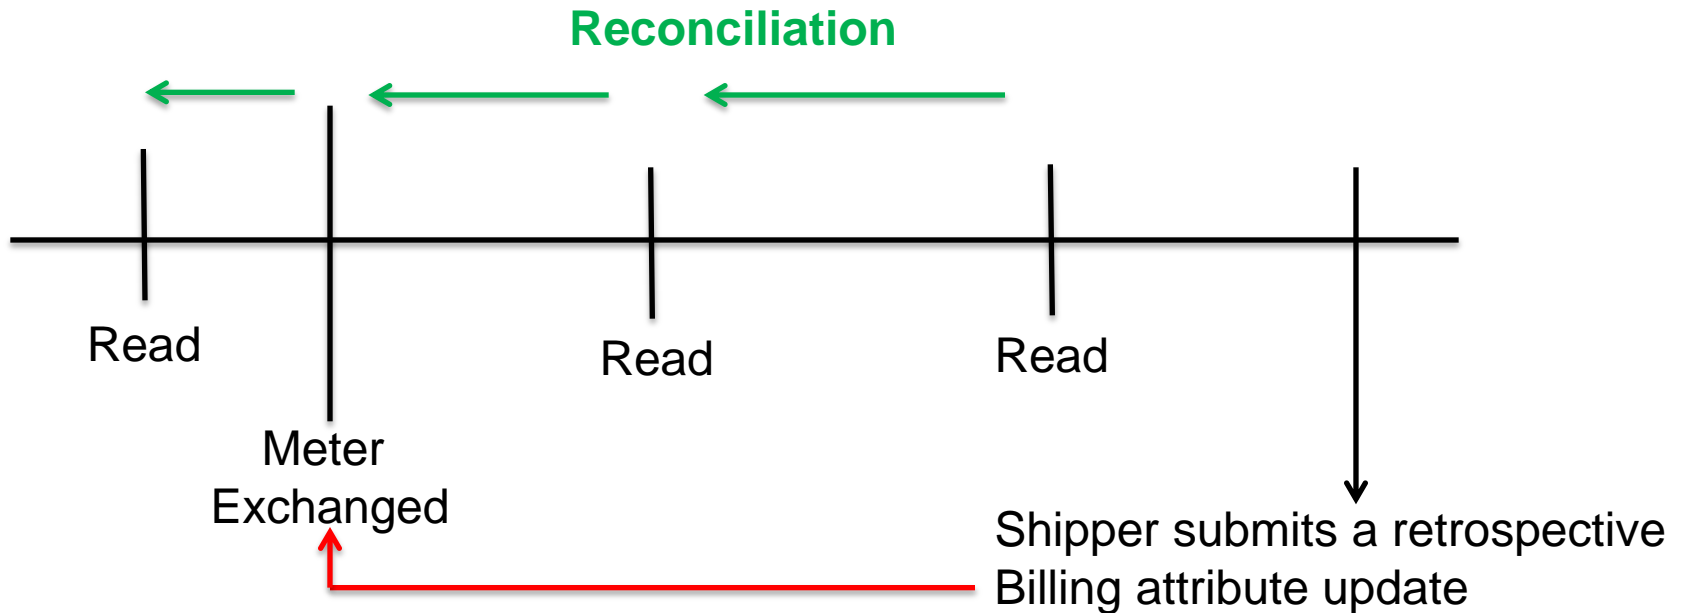 Reconciliation
Read
Read
Read
Meter
Exchanged
Shipper submits a retrospective
Billing attribute update